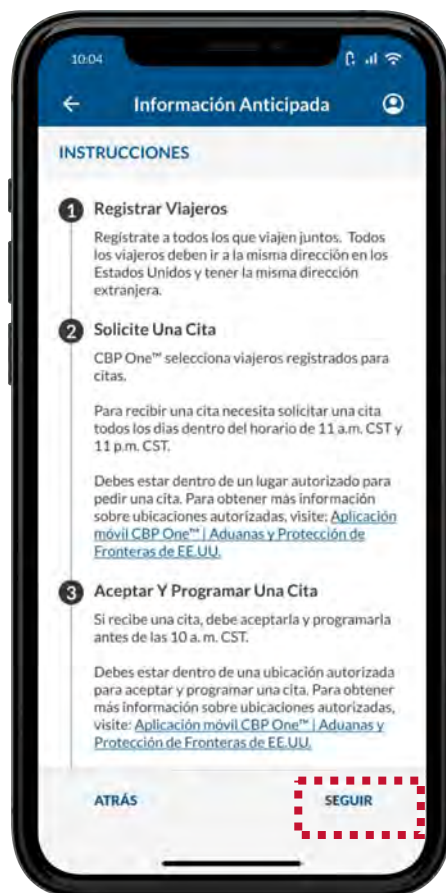 10:04
Información Anticipada
INSTRUCCIONES
1 Registrar Viajeros
Regístrate a todos los que viajen juntos. Todos
los viajeros deben ir a la misma dirección en los
Estados Unidos y tener la misma dirección
extranjera.
2 Solicite Una Cita
CBP One™ selecciona viajeros registrados para
citas.
Para recibir una cita necesita solicitar una cita
todos los dias dentro del horario de 11 a.m. CST y
11 p.m. CST.
Debes estar dentro de un lugar autorizado para
pedir una cita. Para obtener más información
sobre ubicaciones autorizadas, visite: Aplicación
móvil CBP One™ | Aduanas y Protección de
Fronteras de EE.UU.
3 Aceptar Y Programar Una Cita
Si recibe una cita, debe aceptarla y programarla
antes de las 10 a. m. CST.
Debes estar dentro de una ubicación autorizada
para aceptar y programar una cita. Para obtener
más información sobre ubicaciones autorizadas,
visite: Aplicación móvil CBP One™ | Aduanas y
Protección de Fronteras de EE.UU.
ATRÁS SEGUIR